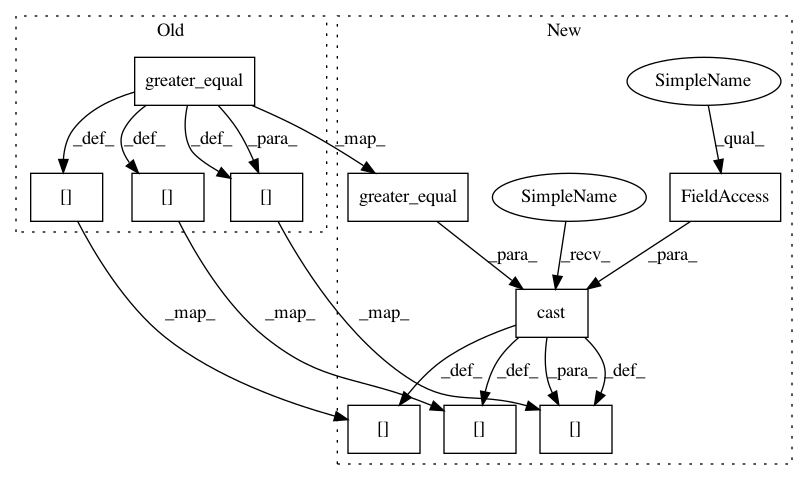 Old
New
greater_equal
SimpleName
_def_
_def_
_def_
_para_
_map_
_qual_
[]
[]
[]
greater_equal
SimpleName
FieldAccess
_para_
_recv_
_para_
_map_
_map_
_map_
cast
_def_
_def_
_para_
_def_
[]
[]
[]